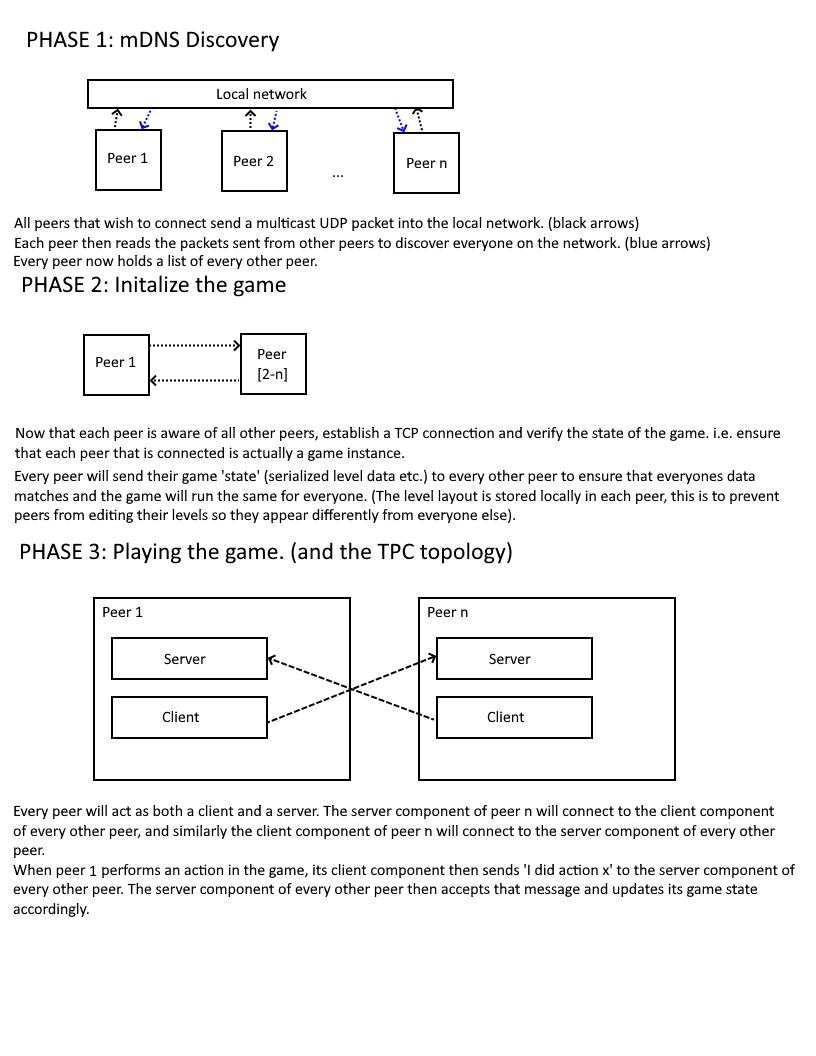 PHASE 1: mDNS Discovery
Local network
Peer 1
Peer 2
...
Peer n
All peers that wish to connect send a multicast UDP packet into the local network. (black arrows)
Each peer then reads the packets sent from other peers to discover everyone on the network. (blue arrows)
Every peer now holds a list of every other peer.
PHASE 2: Initalize the game
Peer 1
Peer
[2-n]
Now that each peer is aware of all other peers, establish a TCP connection and verify the state of the game. i.e. ensure
that each peer that is connected is actually a game instance.
Every peer will send their game 'state' (serialized level data etc.) to every other peer to ensure that everyones data
matches and the game will run the same for everyone. (The level layout is stored locally in each peer, this is to prevent
peers from editing their levels so they appear differently from everyone else).
PHASE 3: Playing the game. (and the TPC topology)
Peer 1
Server
Client
Peer n
Server
Client
Every peer will act as both a client and a server. The server component of peer n will connect to the client component
of every other peer, and similarly the client component of peer n will connect to the server component of every other
peer.
When peer 1 performs an action in the game, its client component then sends 'I did action x' to the server component of
every other peer. The server component of every other peer then accepts that message and updates its game state
accordingly.